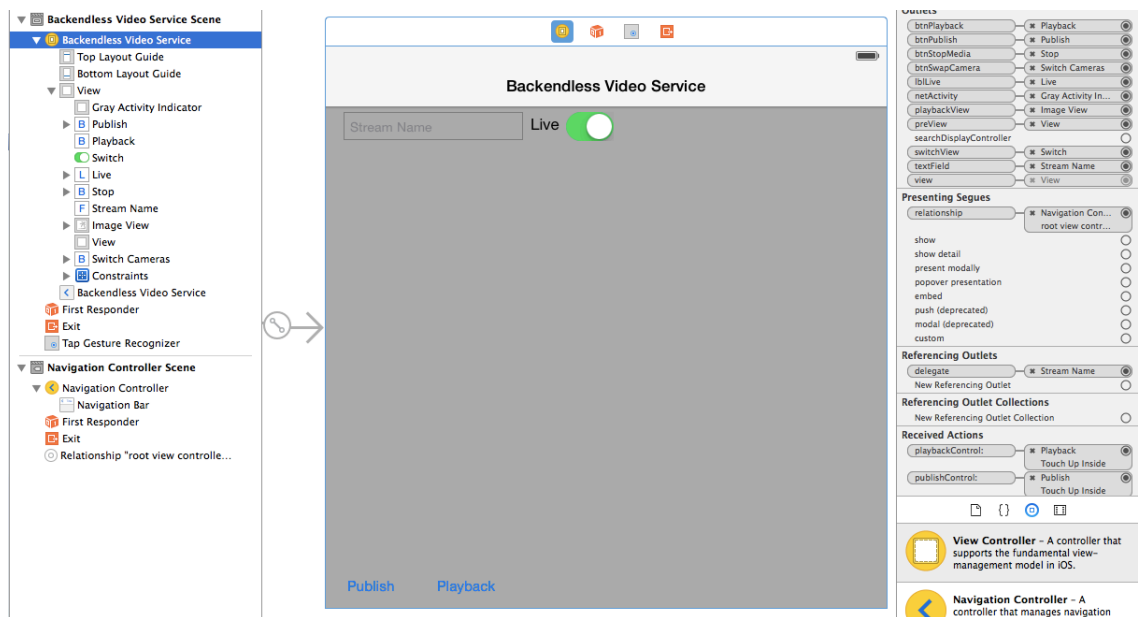 Backendless Video Service Scene
Backendless Video Service
Top Layout Guide
Bottom Layout Guide
View
Gray Activity Indicator
B Publish
B Playback
Switch
L Live
B Stop
F Stream Name
Image View
View
B Switch Cameras
Constraints
Backendless Video Service
First Responder
Exit
Tap Gesture Recognizer
Navigation Controller Scene
Navigation Controller
Navigation Bar
First Responder
Exit
Relationship "root view controlle...
Backendless Video Service
Stream Name Live
Publish Playback
Outlets
btnPlayback Playback
btnPublish Publish
btnStopMedia Stop
btnSwapCamera Switch Cameras
lblLive Live
netActivity Gray Activity In...
playbackView Image View
preView View
searchDisplayController
switchView Switch
textField Stream Name
view View
Presenting Segues
relationship Navigation Con...
root view contr...
show
show detail
present modally
popover presentation
embed
push (deprecated)
modal (deprecated)
custom
Referencing Outlets
delegate Stream Name
New Referencing Outlet
Referencing Outlet Collections
New Referencing Outlet Collection
Received Actions
playbackControl: Playback
Touch Up Inside
publishControl: Publish
Touch Up Inside
{}
View Controller – A controller that
supports the fundamental view-
management model in iOS.
Navigation Controller – A
controller that manages navigation